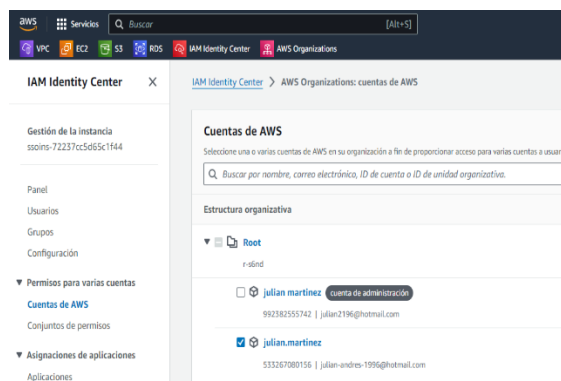 aws Servicios Buscar [Alt+S]
VPC EC2 S3 RDS IAM Identity Center AWS Organizations
IAM Identity Center
IAM Identity Center > AWS Organizations: cuentas de AWS
Gestión de la instancia
ssoins-72237cc5d65c1f44
Panel
Usuarios
Grupos
Configuración
Permisos para varias cuentas
Cuentas de AWS
Conjuntos de permisos
Asignaciones de aplicaciones
Aplicaciones
Cuentas de AWS
Seleccione una o varias cuentas de AWS en su organización a fin de proporcionar acceso para varias cuentas a usuar
Buscar por nombre, correo electrónico, ID de cuenta o ID de unidad organizativa.
Estructura organizativa
Root
r-s6nd
julian martinez cuenta de administración
992382555742 | julian2196@hotmail.com
julian.martinez
533267080156 | julian-andres-1996@hotmail.com